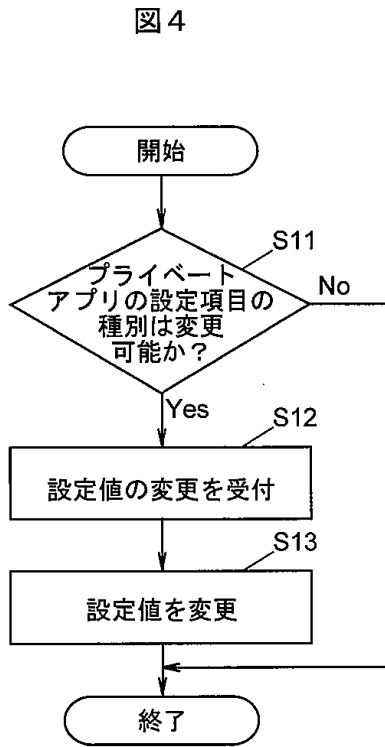 図4
開始
S11
プライベート
アプリの設定項目の
種別は変更
可能か？
No
Yes
S12
設定値の変更を受付
S13
設定値を変更
終了